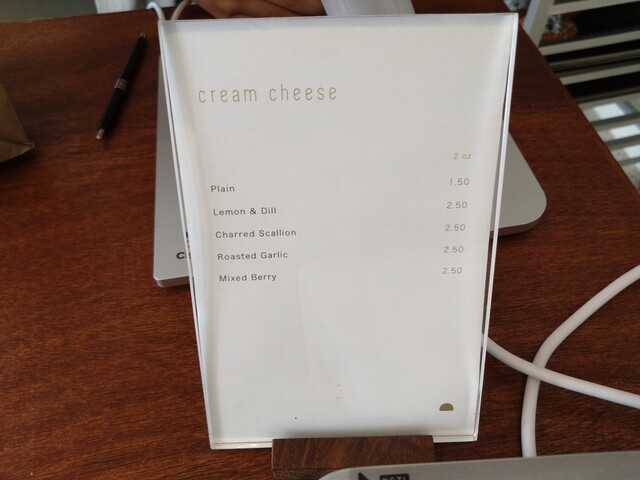 cream cheese
2 oz
Plain 1.50
Lemon & Dill 2.50
Charred Scallion 2.50
Roasted Garlic 2.50
Mixed Berry 2.50